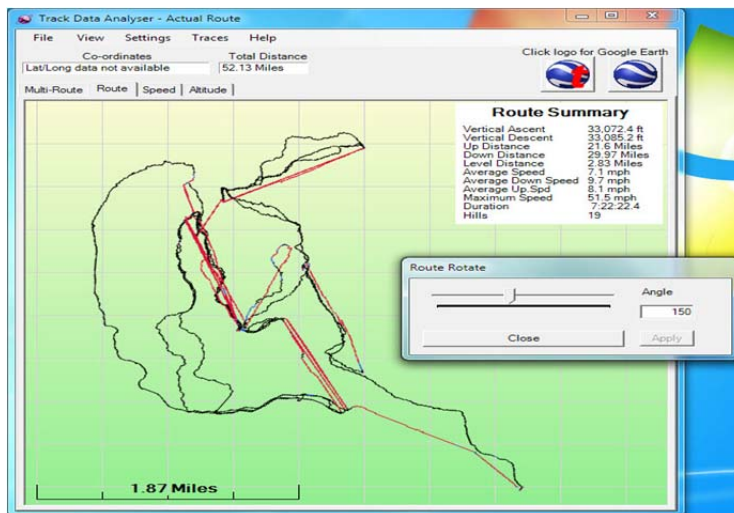 Track Data Analyser - Actual Route
File View Settings Traces Help
Co-ordinates Total Distance Click logo for Google Earth
Lat/Long data not available 52.13 Miles
Multi-Route Route Speed Altitude
Route Summary
Vertical Ascent 33,072.4 ft
Vertical Descent 33,085.2 ft
Up Distance 21.6 Miles
Down Distance 29.97 Miles
Level Distance 2.83 Miles
Average Speed 7.1 mph
Average Down Speed 9.7 mph
Average Up.Spd 8.1 mph
Maximum Speed 51.5 mph
Duration 7:22:22.4
Hills 19
Route Rotate
Angle
150
Close Apply
1.87 Miles